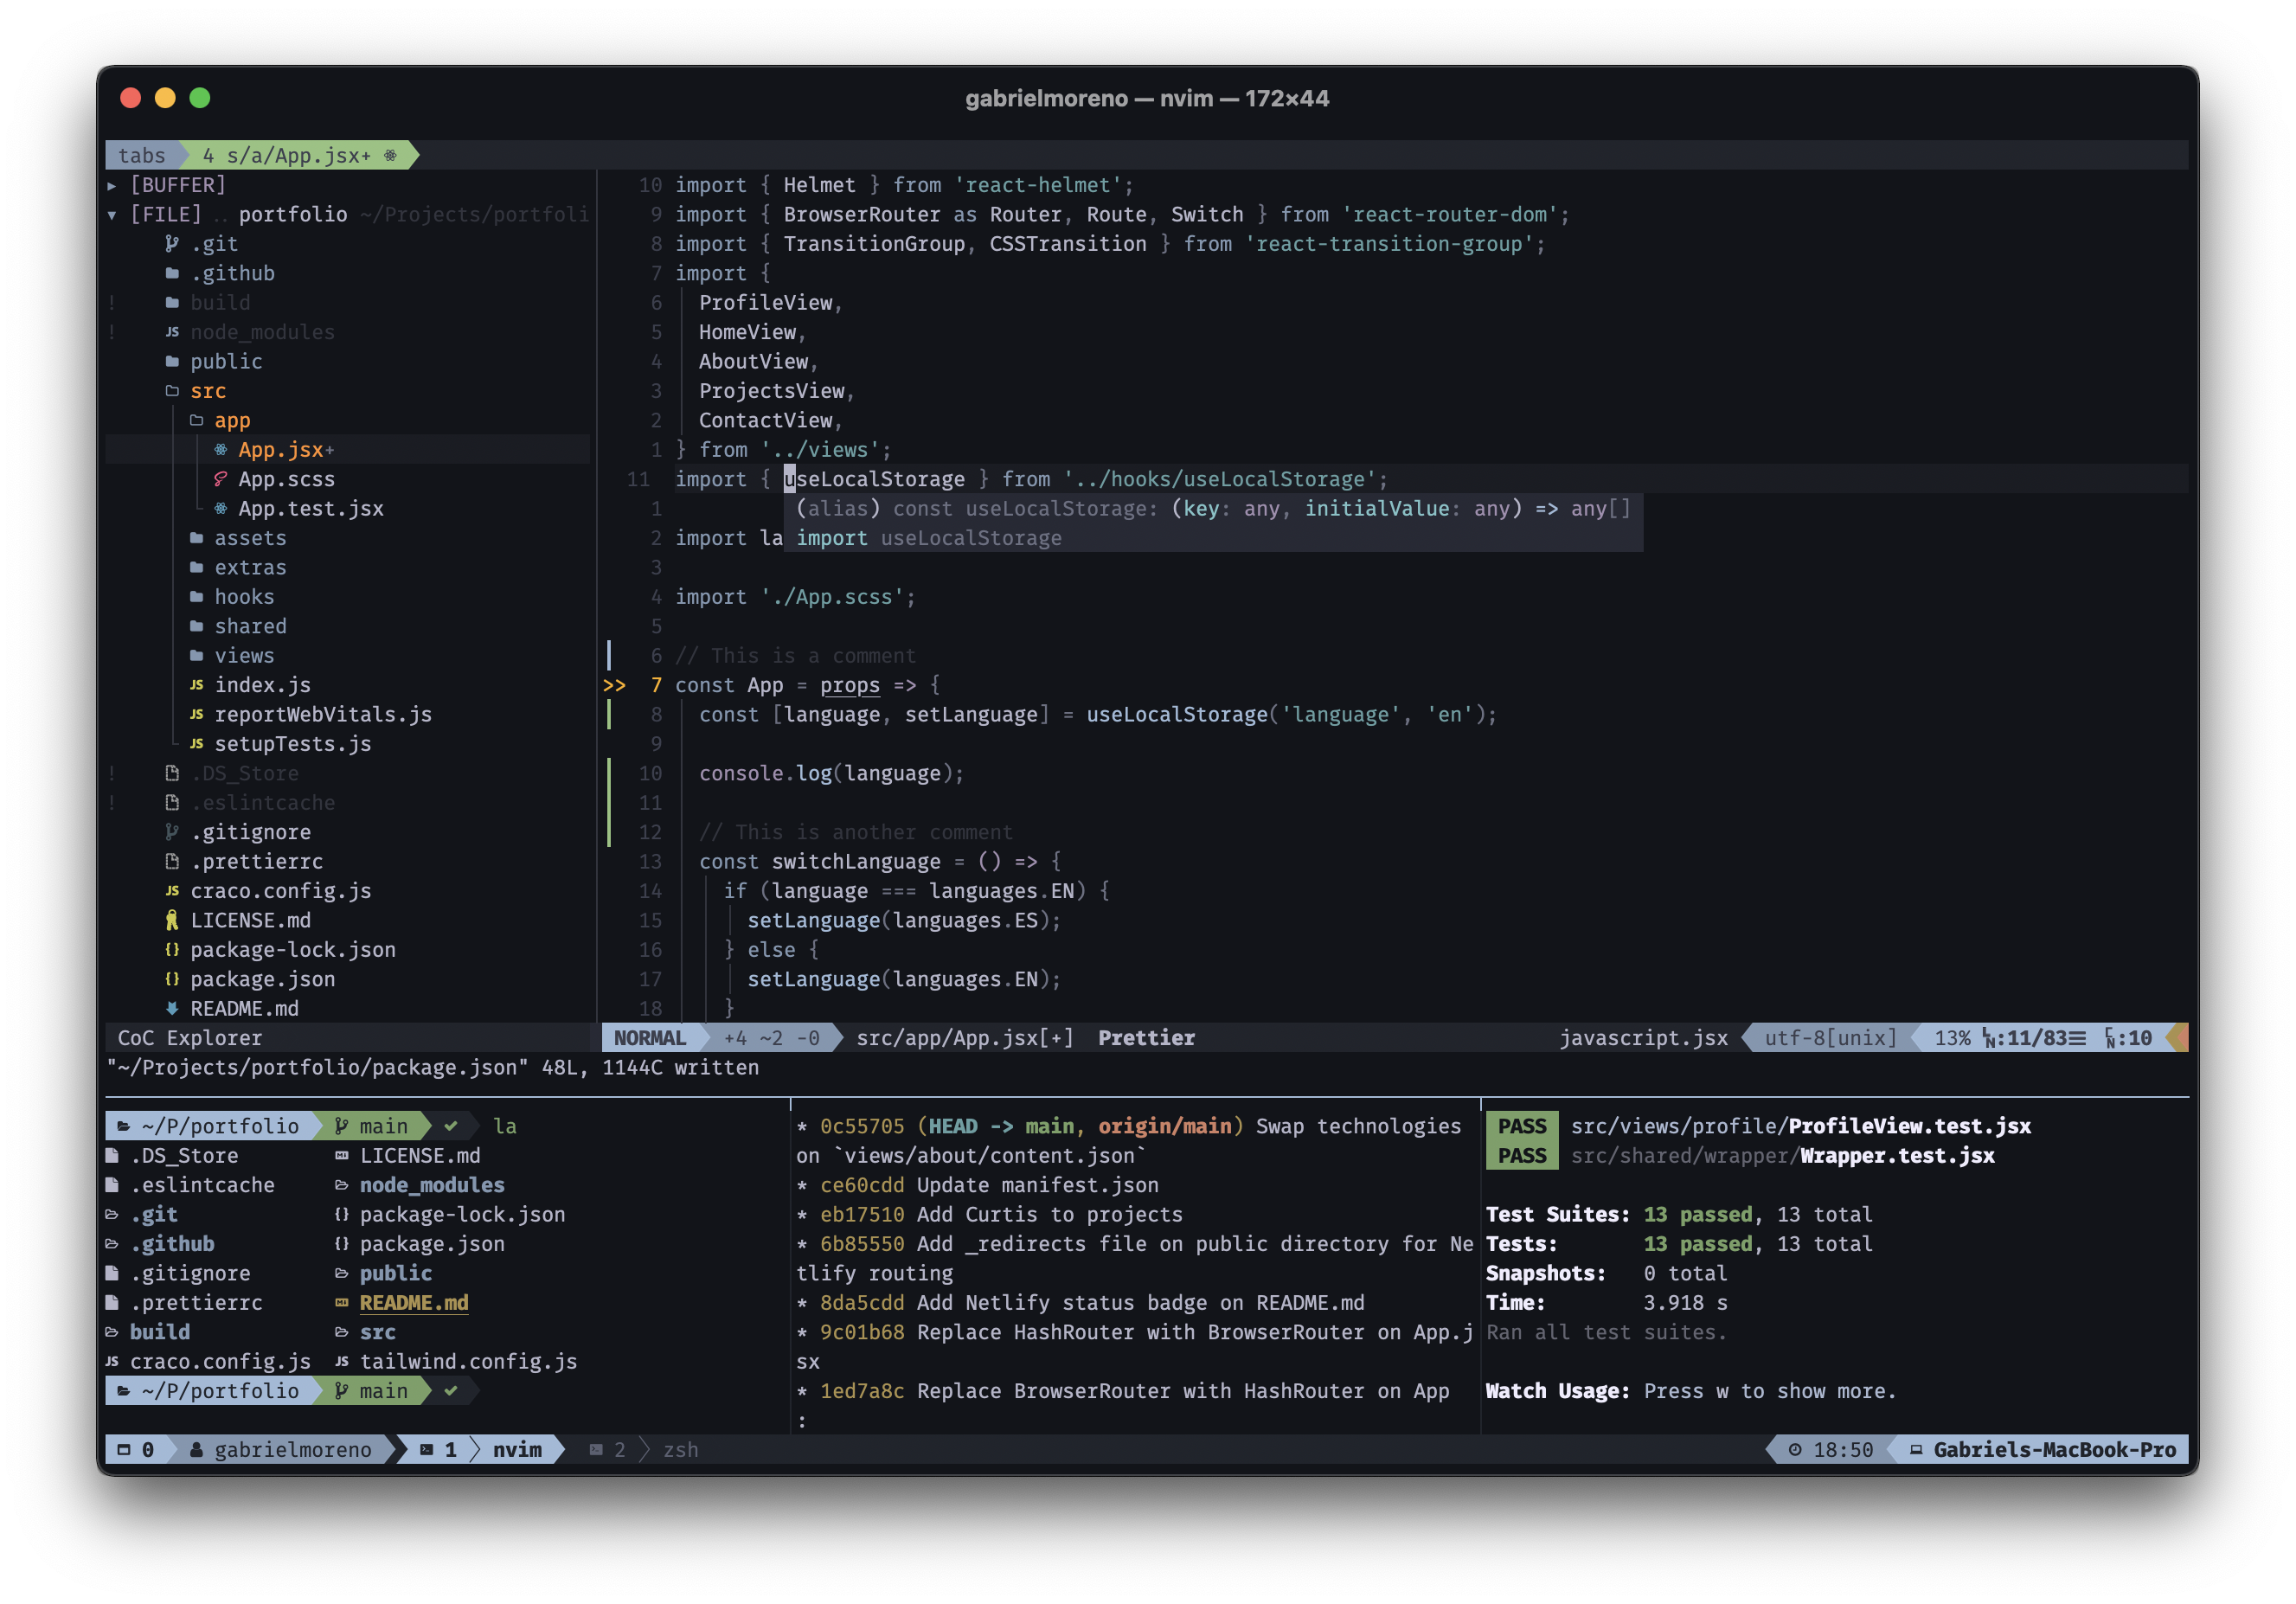 gabrielmoreno — nvim — 172×44
tabs 4 s/a/App.jsx+
▸ [BUFFER]
▾ [FILE] .. portfolio ~/Projects/portfoli
.git
.github
! build
! node_modules
public
src
app
App.jsx+
App.scss
App.test.jsx
assets
extras
hooks
shared
views
JS index.js
JS reportWebVitals.js
JS setupTests.js
! .DS_Store
! .eslintcache
.gitignore
.prettierrc
JS craco.config.js
LICENSE.md
{} package-lock.json
{} package.json
README.md
CoC Explorer
10 import { Helmet } from 'react-helmet';
9 import { BrowserRouter as Router, Route, Switch } from 'react-router-dom';
8 import { TransitionGroup, CSSTransition } from 'react-transition-group';
7 import {
6 ProfileView,
5 HomeView,
4 AboutView,
3 ProjectsView,
2 ContactView,
1 } from '../views';
11 import { useLocalStorage } from '../hooks/useLocalStorage';
1 (alias) const useLocalStorage: (key: any, initialValue: any) => any[]
2 import la import useLocalStorage
3
4 import './App.scss';
5
6 // This is a comment
>> 7 const App = props => {
8 const [language, setLanguage] = useLocalStorage('language', 'en');
9
10 console.log(language);
11
12 // This is another comment
13 const switchLanguage = () => {
14 if (language === languages.EN) {
15 setLanguage(languages.ES);
16 } else {
17 setLanguage(languages.EN);
18 }
NORMAL +4 ~2 -0 src/app/App.jsx[+] Prettier javascript.jsx utf-8[unix] 13% LN:11/83☰ CN:10
"~/Projects/portfolio/package.json" 48L, 1144C written
~/P/portfolio main ✔ la
.DS_Store LICENSE.md
.eslintcache node_modules
.git {} package-lock.json
.github {} package.json
.gitignore public
.prettierrc README.md
build src
JS craco.config.js JS tailwind.config.js
~/P/portfolio main ✔
* 0c55705 (HEAD -> main, origin/main) Swap technologies
on `views/about/content.json`
* ce60cdd Update manifest.json
* eb17510 Add Curtis to projects
* 6b85550 Add _redirects file on public directory for Ne
tlify routing
* 8da5cdd Add Netlify status badge on README.md
* 9c01b68 Replace HashRouter with BrowserRouter on App.j
sx
* 1ed7a8c Replace BrowserRouter with HashRouter on App
:
PASS src/views/profile/ProfileView.test.jsx
PASS src/shared/wrapper/Wrapper.test.jsx
Test Suites: 13 passed, 13 total
Tests: 13 passed, 13 total
Snapshots: 0 total
Time: 3.918 s
Ran all test suites.
Watch Usage: Press w to show more.
0 gabrielmoreno 1 nvim 2 zsh 18:50 Gabriels-MacBook-Pro